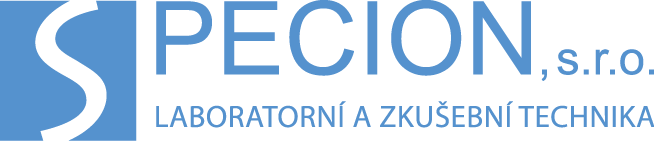 SPECION, s.r.o.
LABORATORNÍ A ZKUŠEBNÍ TECHNIKA